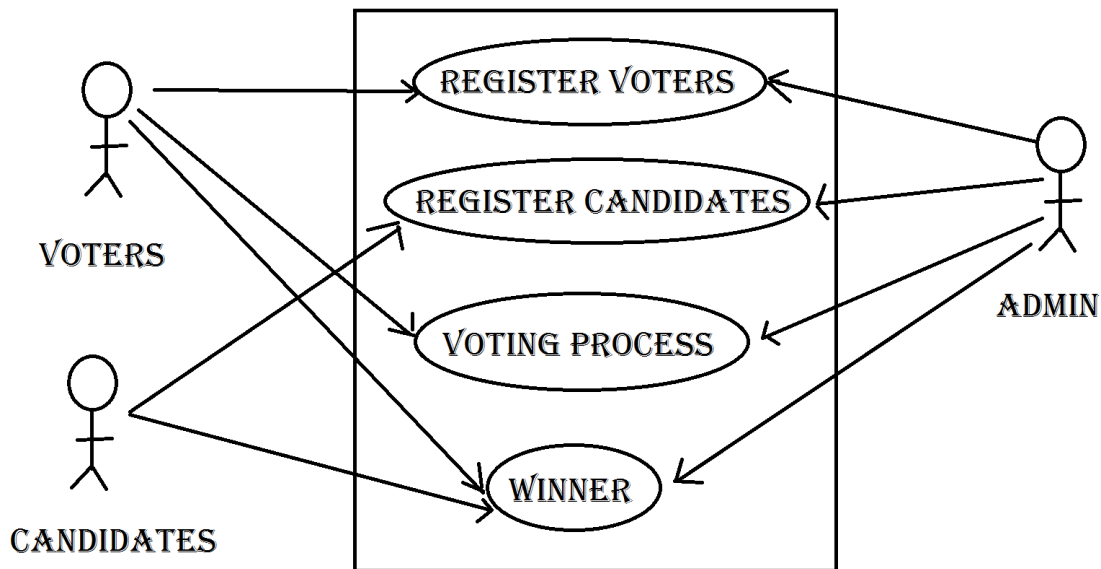 REGISTER VOTERS
REGISTER CANDIDATES
VOTERS
ADMIN
VOTING PROCESS
WINNER
CANDIDATES